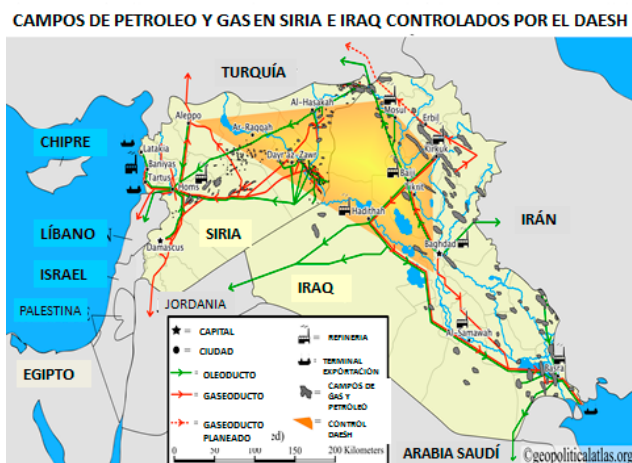 CAMPOS DE PETROLEO Y GAS EN SIRIA E IRAQ CONTROLADOS POR EL DAESH
TURQUÍA
Aleppo
Al-Hasakah
Mosul
Erbil
Ar-Raqqah
Kirkuk
CHIPRE
Latakia
Dayr'az-Zawr
Baniyas
Baiji
Tartus
Homs
Tikrit
Hadithah
IRÁN
LÍBANO
SIRIA
Damascus
Baghdad
ISRAEL
IRAQ
PALESTINA
JORDANIA
Al-Samawah
EGIPTO
Basra
★ = CAPITAL
● = CIUDAD
= OLEODUCTO
= GASEODUCTO
= GASEODUCTO
PLANEADO
ed)
= REFINERIA
= TERMINAL
EXPORTACIÓN
= CAMPOS DE
GAS Y
PETRÓLEO
= CONTROL
DAESH
0 50 100 150 200 Kilometers
ARABIA SAUDÍ
©geopoliticalatlas.org